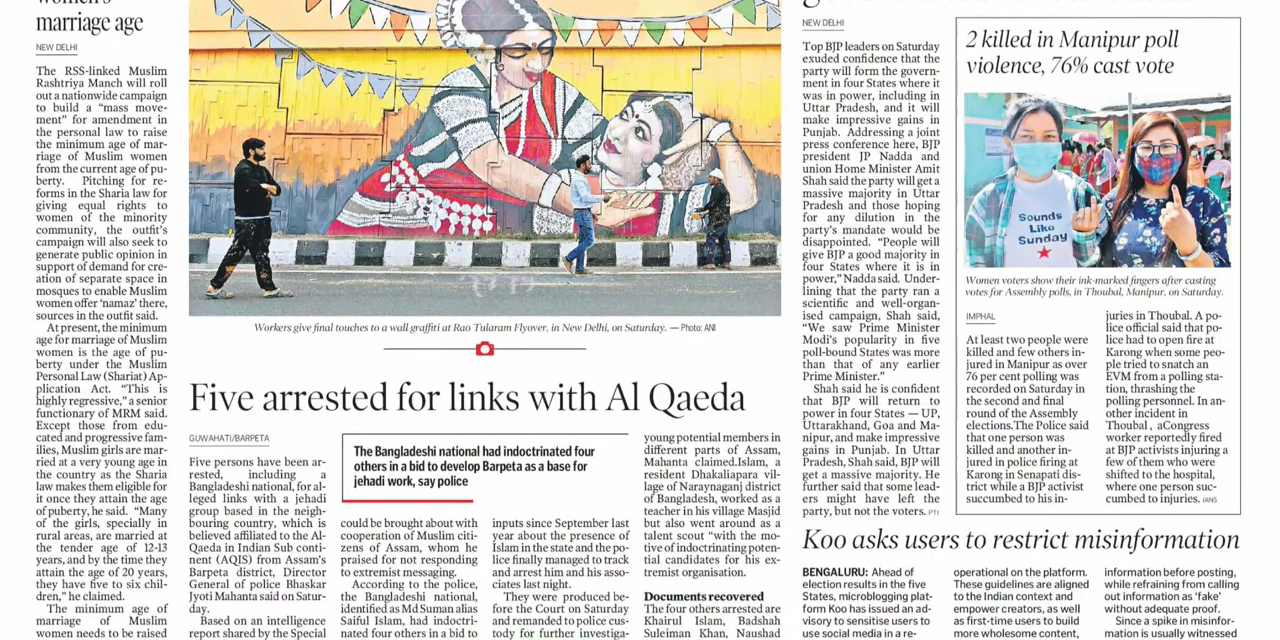 women's
marriage age
NEW DELHI
The RSS-linked Muslim
Rashtriya Manch will roll
out a nationwide campaign
to build a “mass move-
ment” for amendment in
the personal law to raise
the minimum age of mar-
riage of Muslim women
from the current age of pu-
berty. Pitching for re-
forms in the Sharia law for
giving equal rights to
women of the minority
community, the outfit’s
campaign will also seek to
generate public opinion in
support of demand for cre-
ation of separate space in
mosques to enable Muslim
women offer ‘namaz’ there,
sources in the outfit said.
At present, the minimum
age for marriage of Muslim
women is the age of pu-
berty under the Muslim
Personal Law (Shariat) Ap-
plication Act. “This is
highly regressive,” a senior
functionary of MRM said.
Except those from edu-
cated and progressive fam-
ilies, Muslim girls are mar-
ried at a very young age in
the country as the Sharia
law makes them eligible for
it once they attain the age
of puberty, he said. “Many
of the girls, specially in
rural areas, are married at
the tender age of 12-13
years, and by the time they
attain the age of 20 years,
they have five to six chil-
dren,” he claimed.
The minimum age of
marriage of Muslim
women needs to be raised
Workers give final touches to a wall graffiti at Rao Tularam Flyover, in New Delhi, on Saturday. — Photo: ANI
Five arrested for links with Al Qaeda
GUWAHATI/BARPETA
Five persons have been ar-
rested, including a
Bangladeshi national, for al-
leged links with a jehadi
group based in the neigh-
bouring country, which is
believed affiliated to the Al-
Qaeda in Indian Sub conti-
nent (AQIS) from Assam’s
Barpeta district, Director
General of police Bhaskar
Jyoti Mahanta said on Satur-
day.
Based on an intelligence
report shared by the Special
The Bangladeshi national had indoctrinated four
others in a bid to develop Barpeta as a base for
jehadi work, say police
could be brought about with
cooperation of Muslim citi-
zens of Assam, whom he
praised for not responding
to extremist messaging.
According to the police,
the Bangladesh national,
identified as Md Suman alias
Saiful Islam, had indoctri-
nated four others in a bid to
inputs since September last
year about the presence of
Islam in the state and the po-
lice finally managed to track
and arrest him and his asso-
ciates last night.
They were produced be-
fore the Court on Saturday
and remanded to police cus-
tody for further investiga-
young potential members in
different parts of Assam,
Mahanta claimed.Islam, a
resident Dhakaliapara vil-
lage of Naraynaganj district
of Bangladesh, worked as a
teacher in his village Masjid
but also went around as a
talent scout “with the mo-
tive of indoctrinating poten-
tial candidates for his ex-
tremist organisation.
Documents recovered
The four others arrested are
Khairul Islam, Badshah
Suleiman Khan, Naushad
NEW DELHI
Top BJP leaders on Saturday
exuded confidence that the
party will form the govern-
ment in four States where it
was in power, including in
Uttar Pradesh, and it will
make impressive gains in
Punjab. Addressing a joint
press conference here, BJP
president JP Nadda and
union Home Minister Amit
Shah said the party will get a
massive majority in Uttar
Pradesh and those hoping
for any dilution in the
party’s mandate would be
disappointed. “People will
give BJP a good majority in
four States where it is in
power,” Nadda said. Under-
lining that the party ran a
scientific and well-organ-
ised campaign, Shah said,
“We saw Prime Minister
Modi’s popularity in five
poll-bound States was more
than that of any earlier
Prime Minister.”
Shah said he is confident
that BJP will return to
power in four States — UP,
Uttarakhand, Goa and Ma-
nipur, and make impressive
gains in Punjab. In Uttar
Pradesh, Shah said, BJP will
get a massive majority. He
further said that some lead-
ers might have left the
party, but not the voters. PTI
2 killed in Manipur poll
violence, 76% cast vote
Sounds
Like
Sunday
Women voters show their ink-marked fingers after casting
votes for Assembly polls, in Thoubal, Manipur, on Saturday.
IMPHAL
At least two people were
killed and few others in-
jured in Manipur as over
76 per cent polling was
recorded on Saturday in
the second and final
round of the Assembly
elections.The Police said
that one person was
killed and another in-
jured in police firing at
Karong in Senapati dis-
trict while a BJP activist
succumbed to his in-
juries in Thoubal. A po-
lice official said that po-
lice had to open fire at
Karong when some peo-
ple tried to snatch an
EVM from a polling sta-
tion, thrashing the
polling personnel. In an-
other incident in
Thoubal , aCongress
worker reportedly fired
at BJP activists injuring a
few of them who were
shifted to the hospital,
where one person suc-
cumbed to injuries. IANS
Koo asks users to restrict misinformation
BENGALURU: Ahead of
election results in the five
States, microblogging plat-
form Koo has issued an ad-
visory to sensitise users to
use social media in a re-
operational on the platform.
These guidelines are aligned
to the Indian context and
empower creators, as well
as first-time users to build
more wholesome content.
information before posting,
while refraining from calling
out information as ‘fake’
without adequate proof.
Since a spike in misinfor-
mation is usually witnessed